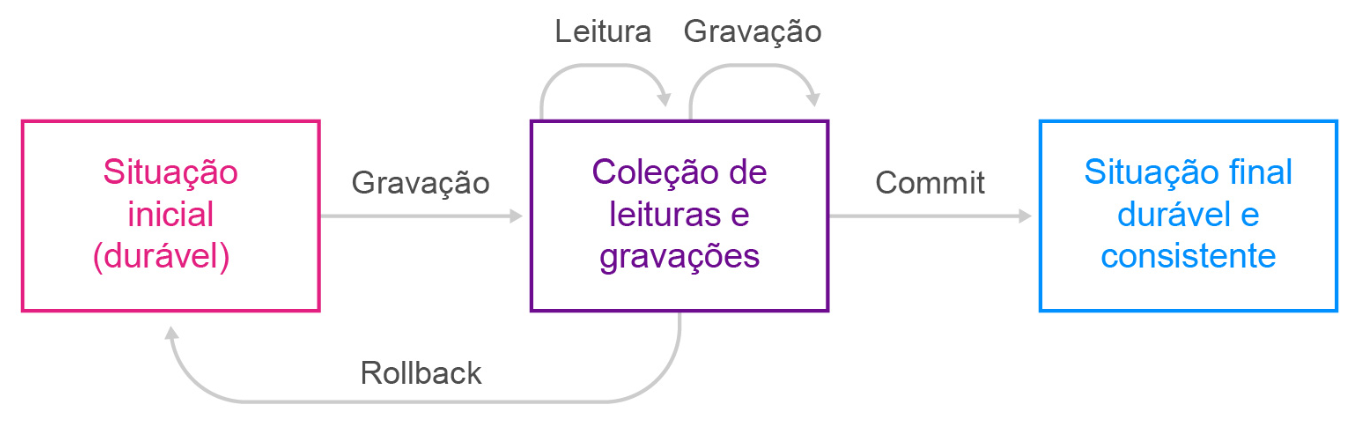 Leitura
Gravação
Situação
inicial
(durável)
Gravação
Coleção de
leituras e
gravações
Commit
Situação final
durável e
consistente
Rollback